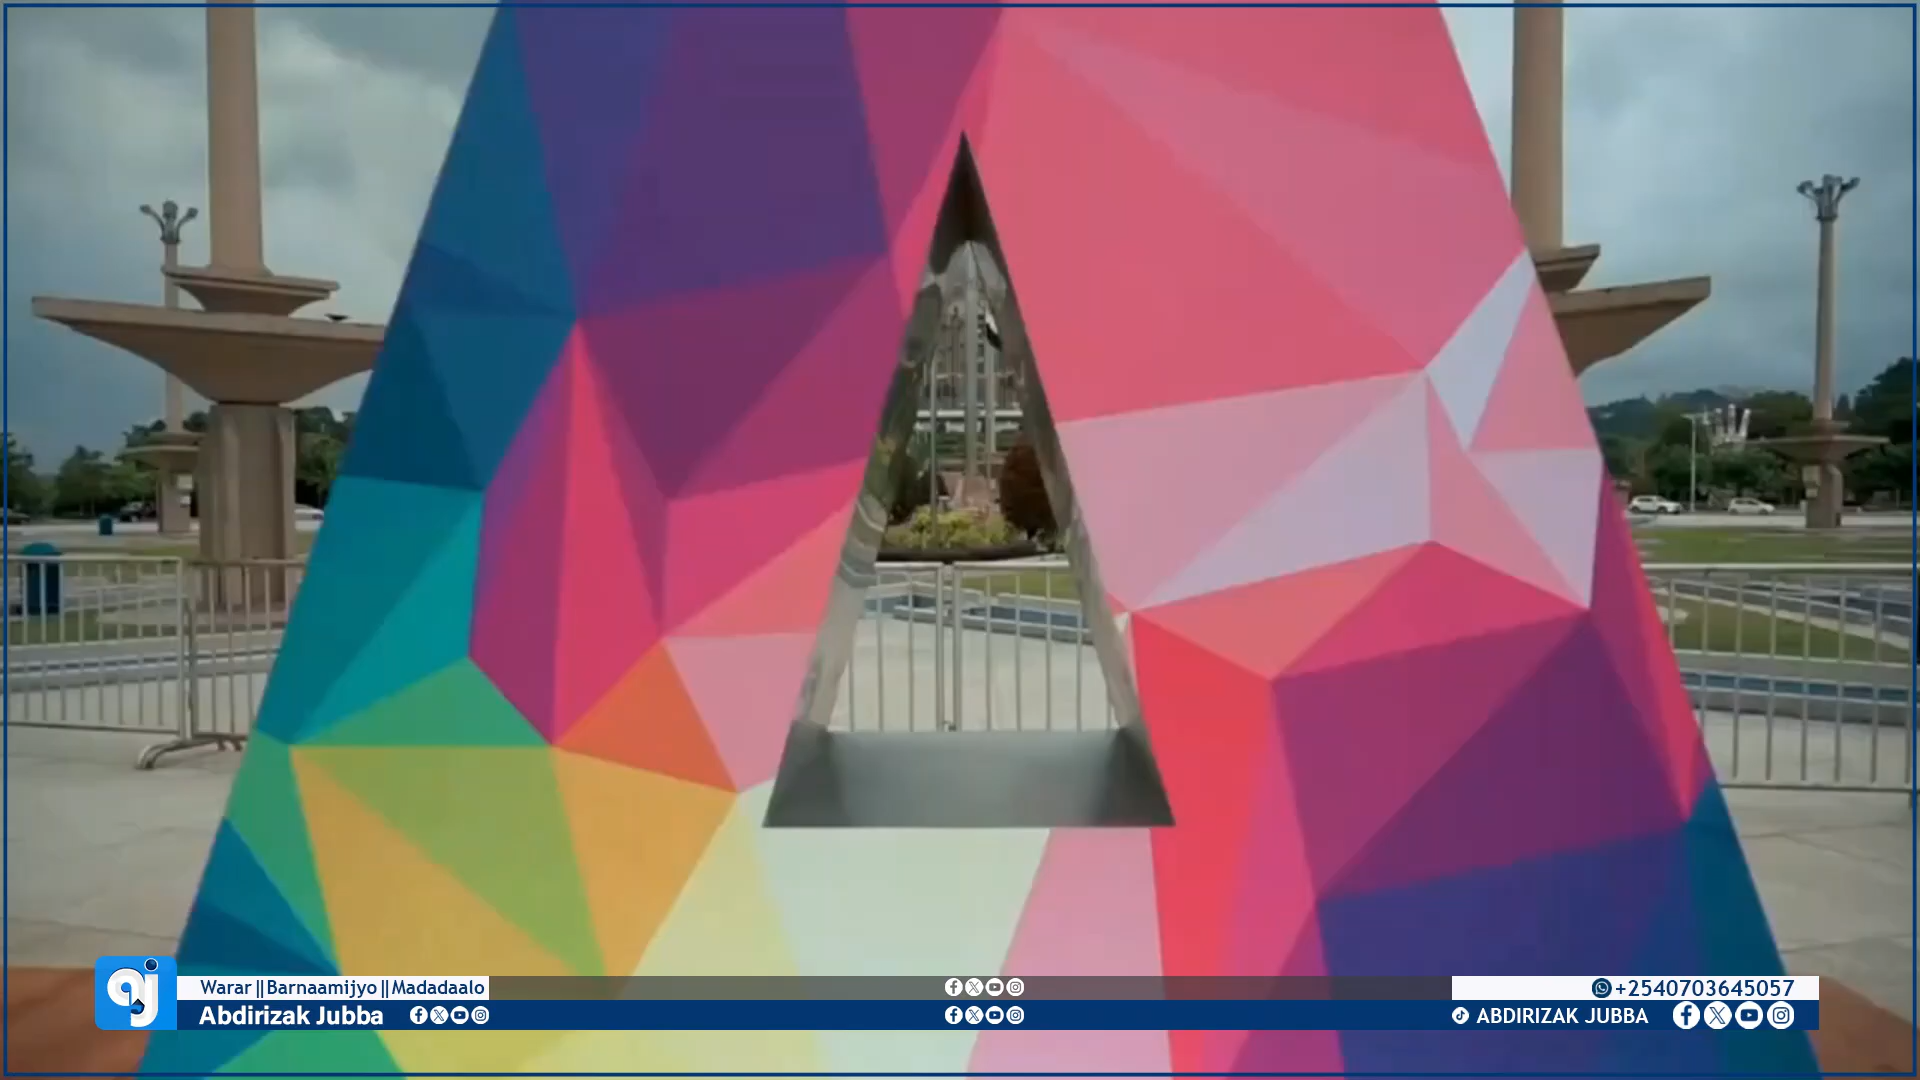 A
Warar || Barnaamijyo || Madadaalo
+2540703645057
Abdirizak Jubba
ABDIRIZAK JUBBA